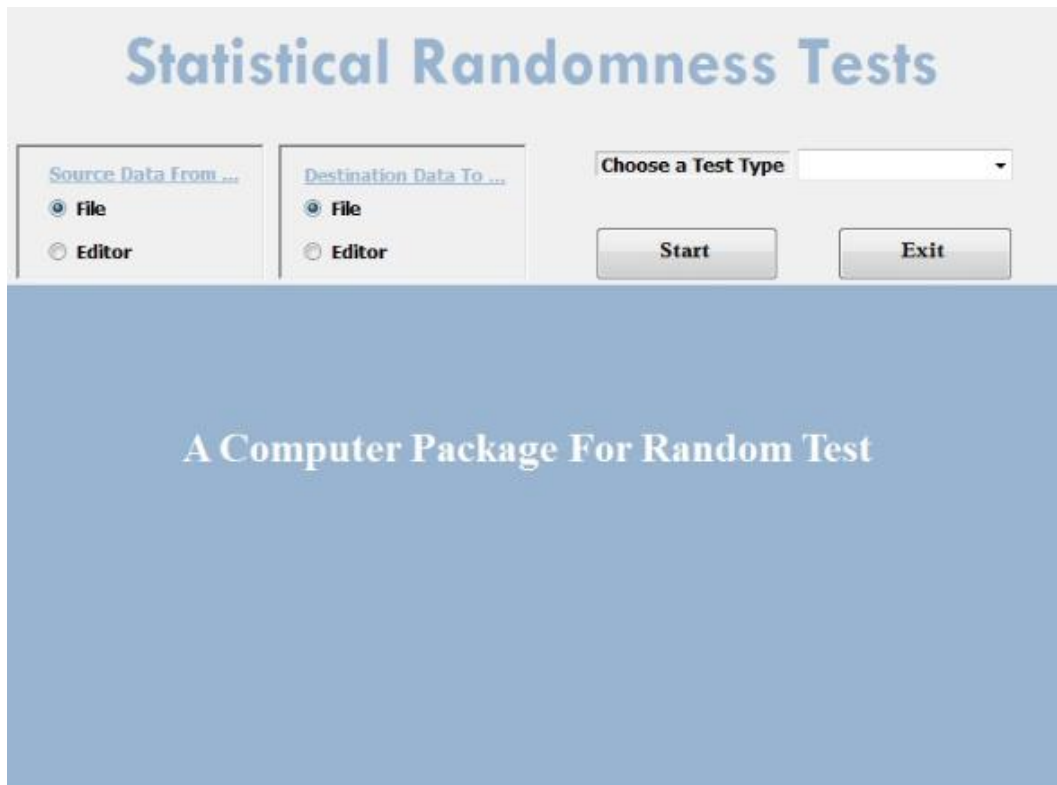 Statistical Randomness Tests
Source Data From ...
File
Editor
Destination Data To ...
File
Editor
Choose a Test Type
Start
Exit
A Computer Package For Random Test